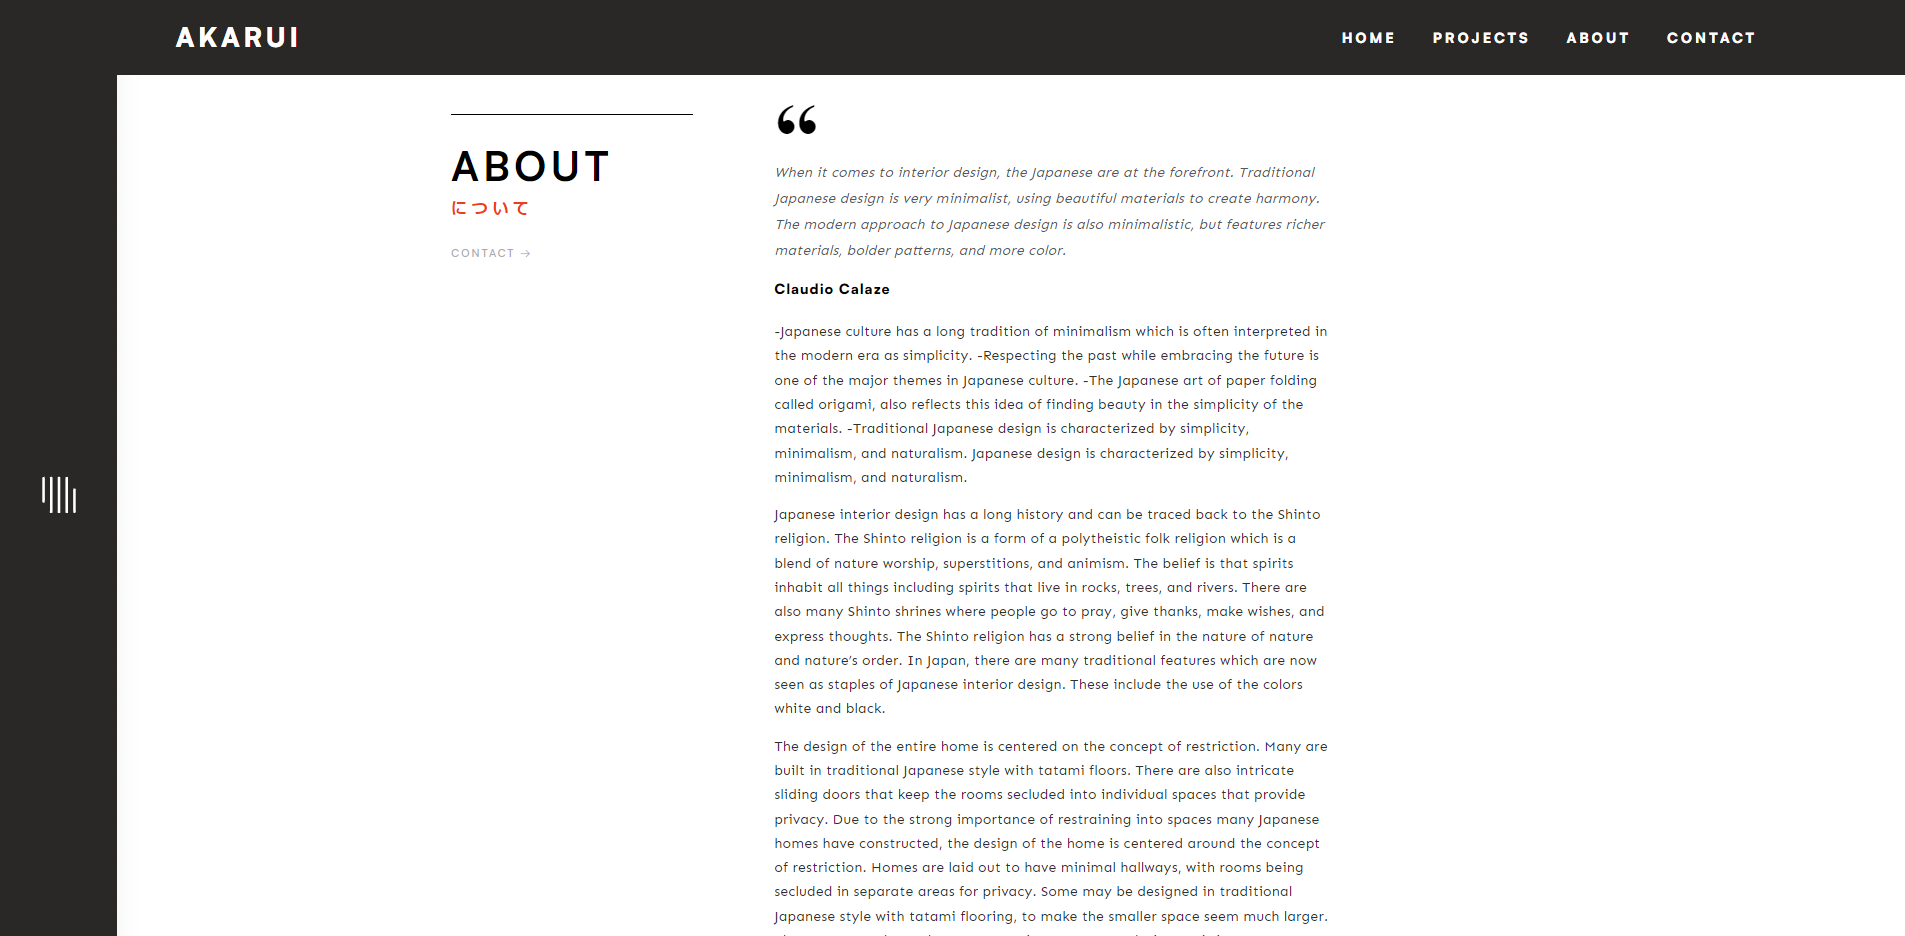 AKARUI
HOME PROJECTS ABOUT CONTACT
ABOUT
について
CONTACT →
“
When it comes to interior design, the Japanese are at the forefront. Traditional
Japanese design is very minimalist, using beautiful materials to create harmony.
The modern approach to Japanese design is also minimalistic, but features richer
materials, bolder patterns, and more color.
Claudio Calaze
-Japanese culture has a long tradition of minimalism which is often interpreted in
the modern era as simplicity. -Respecting the past while embracing the future is
one of the major themes in Japanese culture. -The Japanese art of paper folding
called origami, also reflects this idea of finding beauty in the simplicity of the
materials. -Traditional Japanese design is characterized by simplicity,
minimalism, and naturalism. Japanese design is characterized by simplicity,
minimalism, and naturalism.
Japanese interior design has a long history and can be traced back to the Shinto
religion. The Shinto religion is a form of a polytheistic folk religion which is a
blend of nature worship, superstitions, and animism. The belief is that spirits
inhabit all things including spirits that live in rocks, trees, and rivers. There are
also many Shinto shrines where people go to pray, give thanks, make wishes, and
express thoughts. The Shinto religion has a strong belief in the nature of nature
and nature’s order. In Japan, there are many traditional features which are now
seen as staples of Japanese interior design. These include the use of the colors
white and black.
The design of the entire home is centered on the concept of restriction. Many are
built in traditional Japanese style with tatami floors. There are also intricate
sliding doors that keep the rooms secluded into individual spaces that provide
privacy. Due to the strong importance of restraining into spaces many Japanese
homes have constructed, the design of the home is centered around the concept
of restriction. Homes are laid out to have minimal hallways, with rooms being
secluded in separate areas for privacy. Some may be designed in traditional
Japanese style with tatami flooring, to make the smaller space seem much larger.